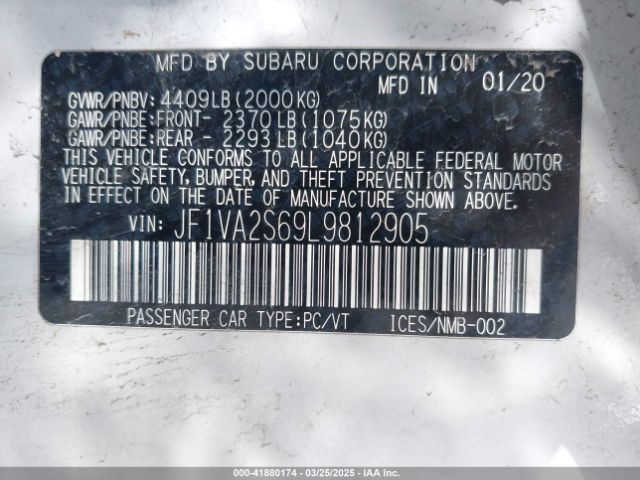 MFD BY SUBARU CORPORATION
MFD IN 01/20
GVWR/PNBV: 4409LB(2000KG)
GAWR/PNBE:FRONT- 2370LB(1075KG)
GAWR/PNBE:REAR - 2293LB(1040KG)
THIS VEHICLE CONFORMS TO ALL APPLICABLE FEDERAL MOTOR
VEHICLE SAFETY, BUMPER, AND THEFT PREVENTION STANDARDS
IN EFFECT ON THE DATE OF MANUFACTURE SHOWN ABOVE.
VIN: JF1VA2S69L9812905
PASSENGER CAR TYPE:PC/VT ICES/NMB-002
000-41880174 — 03/25/2025 — IAA Inc.